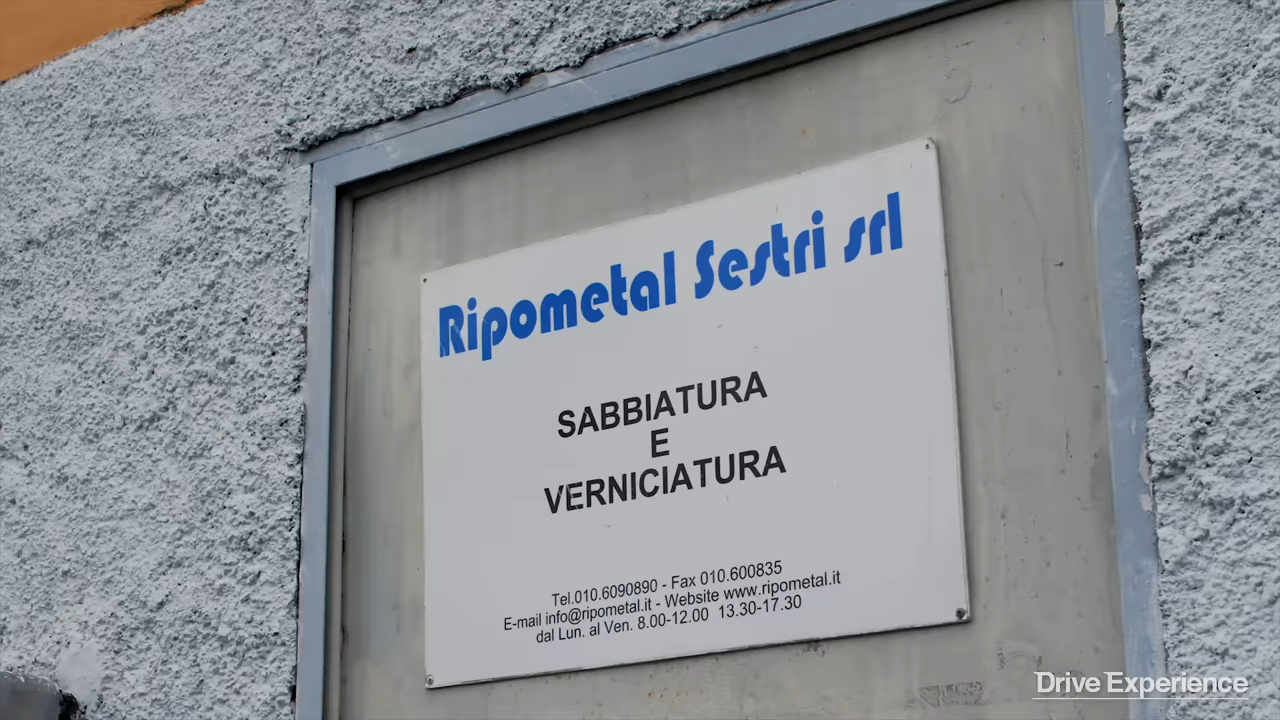 Ripometal Sestri srl
SABBIATURA
E
VERNICIATURA
Tel.010.6090890 - Fax 010.600835
E-mail info@ripometal.it - Website www.ripometal.it
dal Lun. al Ven. 8.00-12.00 13.30-17.30
Drive Experience